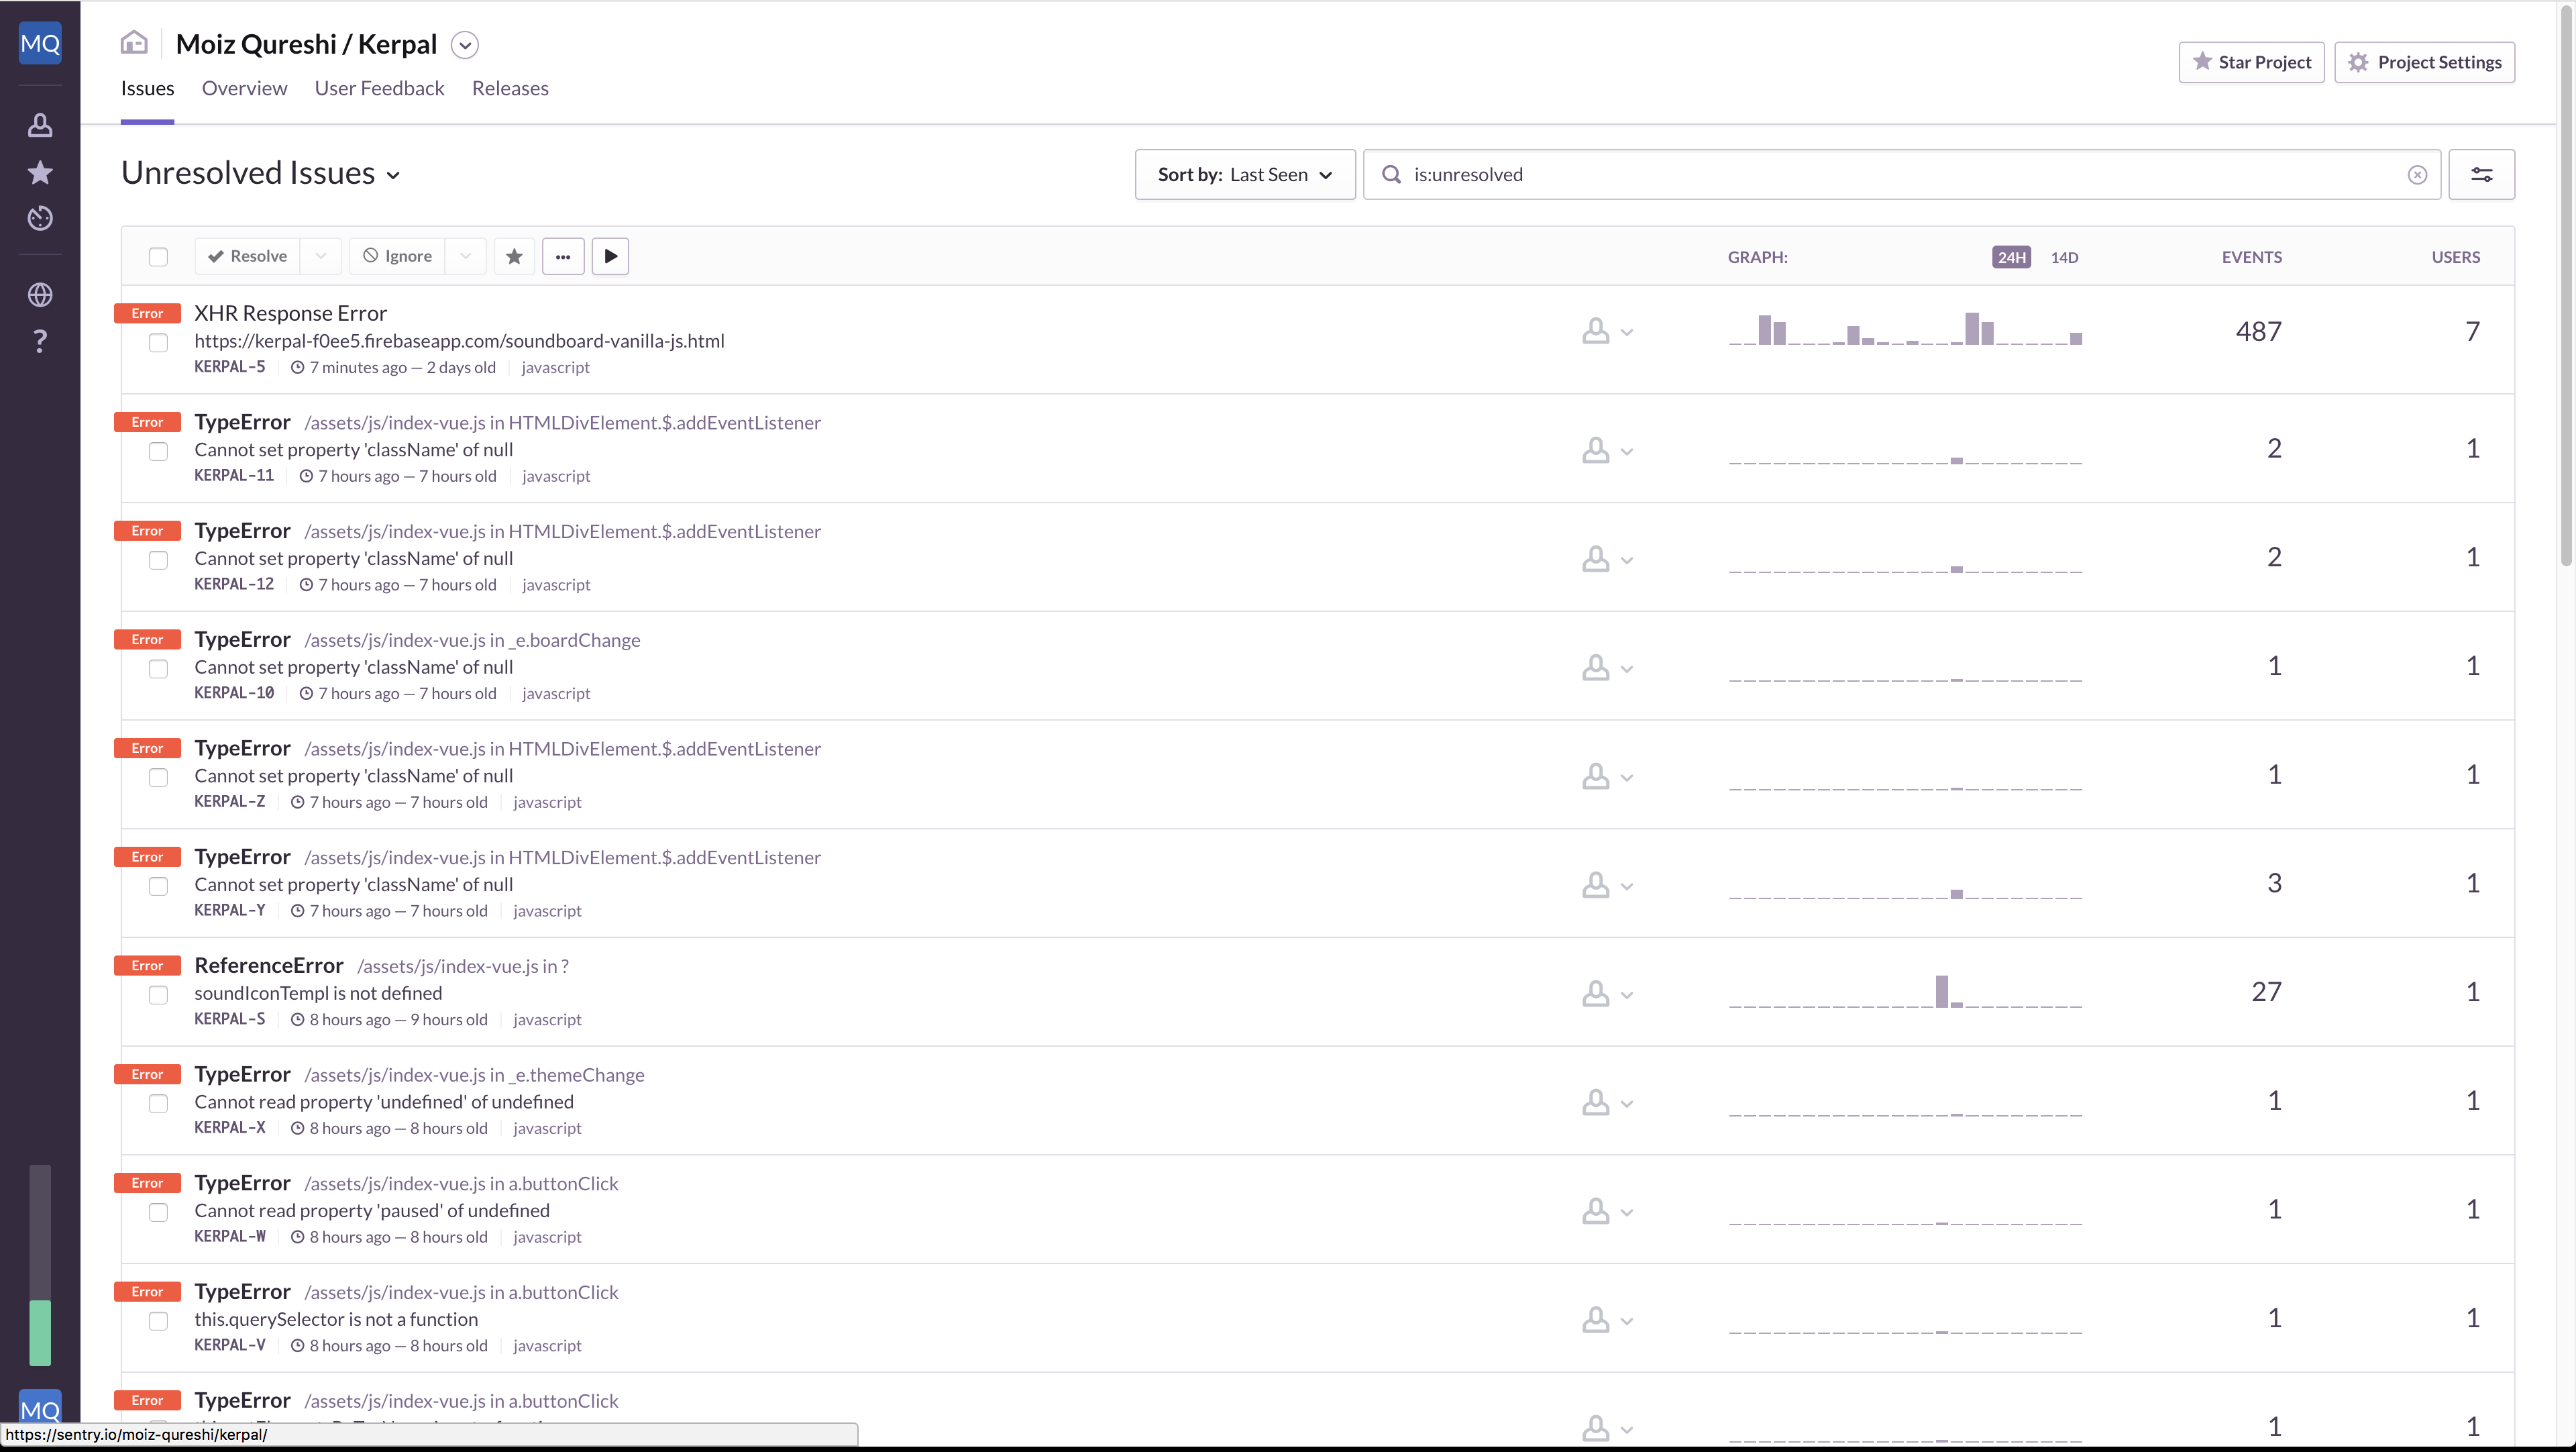 MQ
Moiz Qureshi / Kerpal
Star Project
Project Settings
Issues Overview User Feedback Releases
Unresolved Issues
Sort by: Last Seen
is:unresolved
Resolve Ignore
GRAPH: 24H 14D EVENTS USERS
Error XHR Response Error
https://kerpal-f0ee5.firebaseapp.com/soundboard-vanilla-js.html
KERPAL-5 7 minutes ago — 2 days old javascript
487 7
Error TypeError /assets/js/index-vue.js in HTMLDivElement.$.addEventListener
Cannot set property 'className' of null
KERPAL-11 7 hours ago — 7 hours old javascript
2 1
Error TypeError /assets/js/index-vue.js in HTMLDivElement.$.addEventListener
Cannot set property 'className' of null
KERPAL-12 7 hours ago — 7 hours old javascript
2 1
Error TypeError /assets/js/index-vue.js in _e.boardChange
Cannot set property 'className' of null
KERPAL-10 7 hours ago — 7 hours old javascript
1 1
Error TypeError /assets/js/index-vue.js in HTMLDivElement.$.addEventListener
Cannot set property 'className' of null
KERPAL-Z 7 hours ago — 7 hours old javascript
1 1
Error TypeError /assets/js/index-vue.js in HTMLDivElement.$.addEventListener
Cannot set property 'className' of null
KERPAL-Y 7 hours ago — 7 hours old javascript
3 1
Error ReferenceError /assets/js/index-vue.js in ?
soundIconTempl is not defined
KERPAL-S 8 hours ago — 9 hours old javascript
27 1
Error TypeError /assets/js/index-vue.js in _e.themeChange
Cannot read property 'undefined' of undefined
KERPAL-X 8 hours ago — 8 hours old javascript
1 1
Error TypeError /assets/js/index-vue.js in a.buttonClick
Cannot read property 'paused' of undefined
KERPAL-W 8 hours ago — 8 hours old javascript
1 1
Error TypeError /assets/js/index-vue.js in a.buttonClick
this.querySelector is not a function
KERPAL-V 8 hours ago — 8 hours old javascript
1 1
Error TypeError /assets/js/index-vue.js in a.buttonClick
1 1
MQ
https://sentry.io/moiz-qureshi/kerpal/